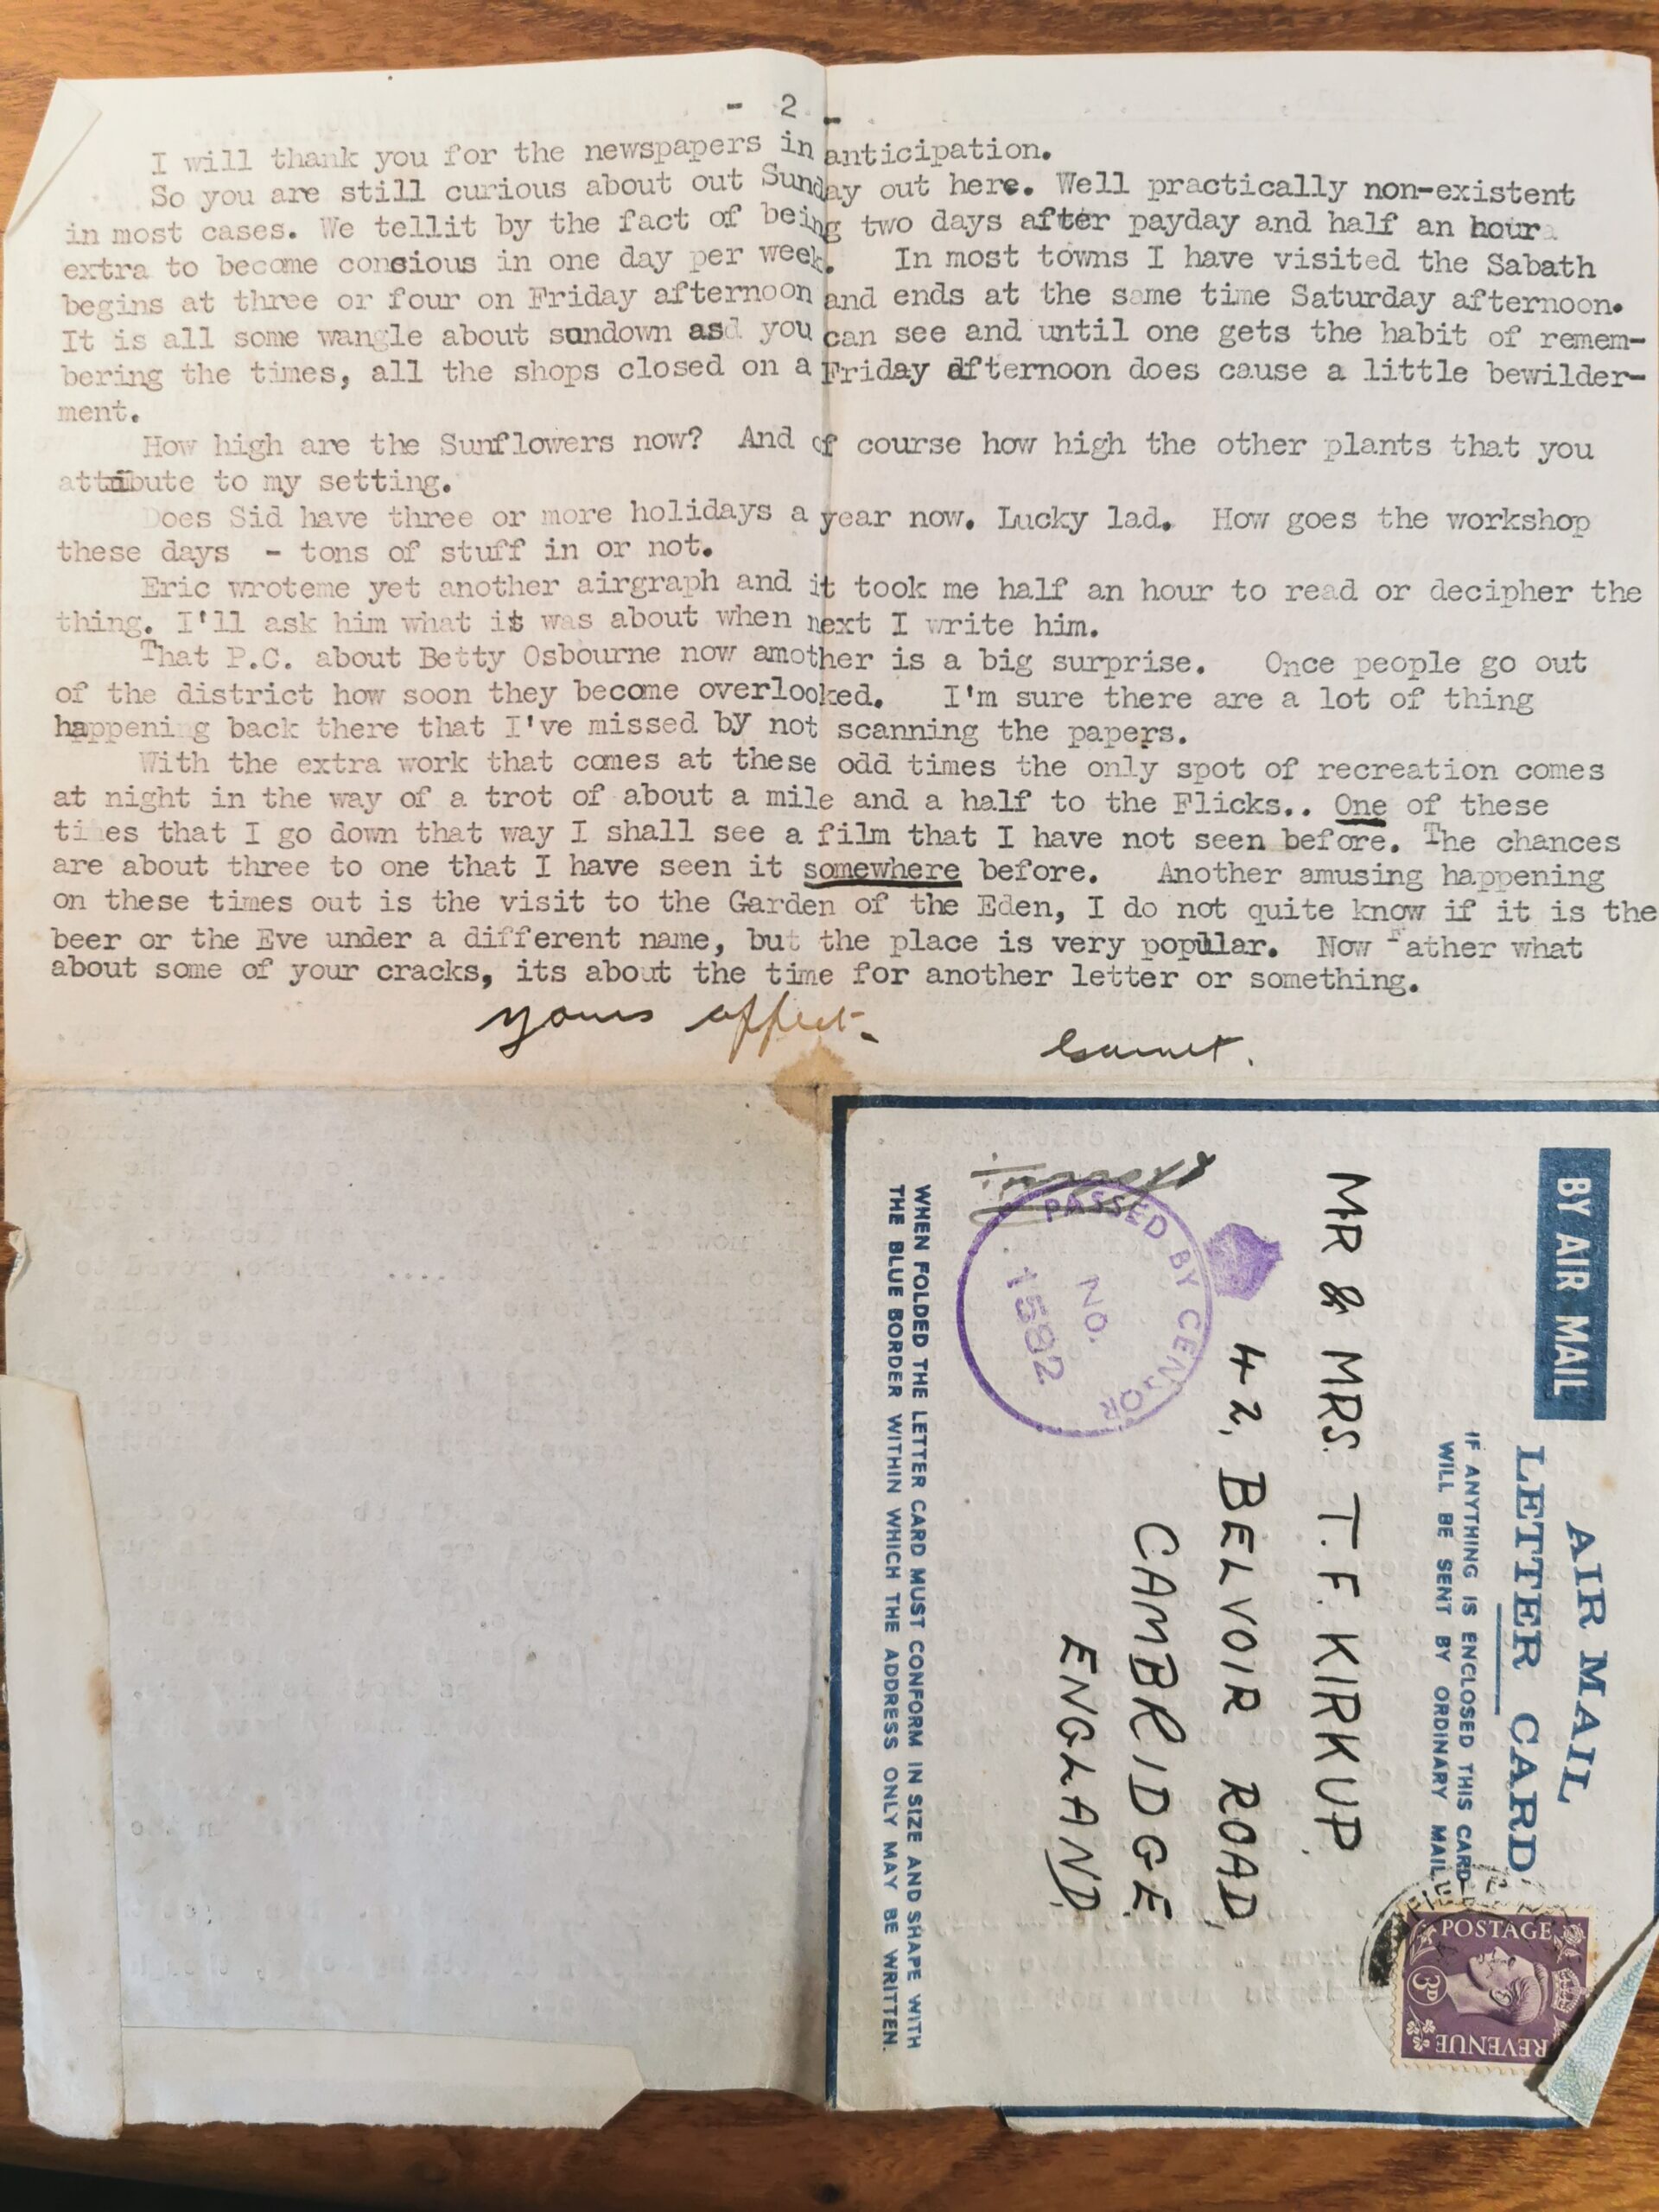 - 2 -
I will thank you for the newspapers in anticipation.
So you are still curious about out Sunday out here. Well practically non-existent
in most cases. We tellit by the fact of being two days after payday and half an hour
extra to become concious in one day per week. In most towns I have visited the Sabath
begins at three or four on Friday afternoon and ends at the same time Saturday afternoon.
It is all some wangle about sundown asd you can see and until one gets the habit of remem-
bering the times, all the shops closed on a Friday afternoon does cause a little bewilder-
ment.
How high are the Sunflowers now? And of course how high the other plants that you
attribute to my setting.
Does Sid have three or more holidays a year now. Lucky lad. How goes the workshop
these days - tons of stuff in or not.
Eric wroteme yet another airgraph and it took me half an hour to read or decipher the
thing. I'll ask him what it was about when next I write him.
That P.C. about Betty Osbourne now amother is a big surprise. Once people go out
of the district how soon they become overlooked. I'm sure there are a lot of thing
happening back there that I've missed by not scanning the papers.
With the extra work that comes at these odd times the only spot of recreation comes
at night in the way of a trot of about a mile and a half to the Flicks.. One of these
times that I go down that way I shall see a film that I have not seen before. The chances
are about three to one that I have seen it somewhere before. Another amusing happening
on these times out is the visit to the Garden of the Eden, I do not quite know if it is the
beer or the Eve under a different name, but the place is very popular. Now Father what
about some of your cracks, its about the time for another letter or something.
yours affect.
BY AIR MAIL
AIR MAIL
LETTER CARD
IF ANYTHING IS ENCLOSED THIS CARD
WILL BE SENT BY ORDINARY MAIL
POSTAGE
3D
REVENUE
MR & MRS. T. F. KIRKUP.
42, BELVOIR ROAD,
CAMBRIDGE.
ENGLAND.
PASSED BY CENSOR
NO.
1582
WHEN FOLDED THE LETTER CARD MUST CONFORM IN SIZE AND SHAPE WITH
THE BLUE BORDER WITHIN WHICH THE ADDRESS ONLY MAY BE WRITTEN.